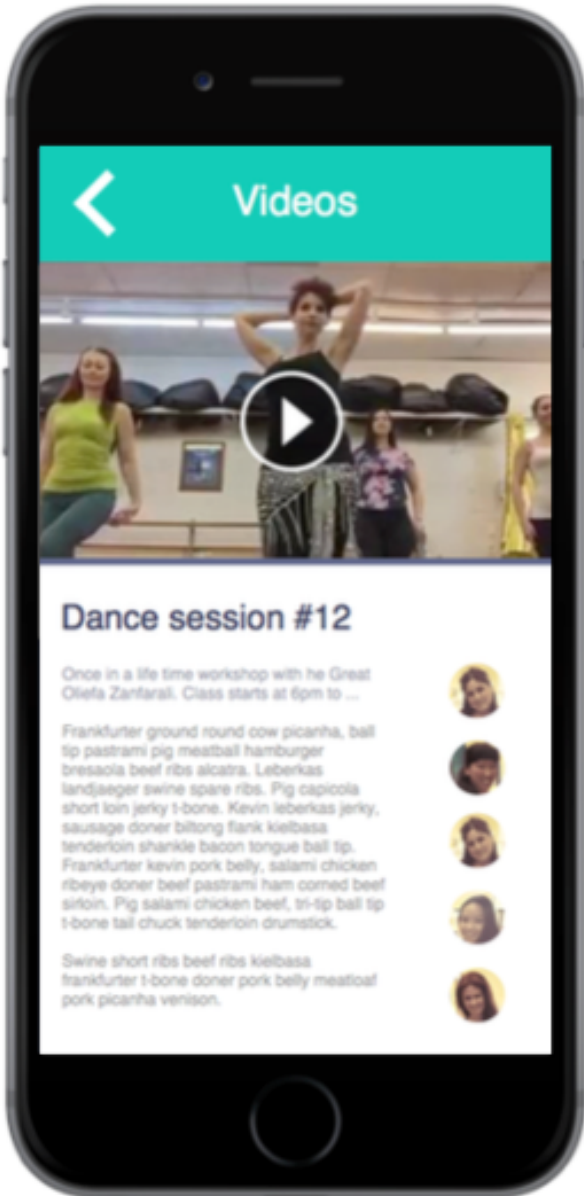 Videos
Dance session #12
Once in a life time workshop with he Great
Oliefa Zanfarali. Class starts at 6pm to ...
Frankfurter ground round cow picanha, ball
tip pastrami pig meatball hamburger
bresaola beef ribs alcatra. Leberkas
landjaeger swine spare ribs. Pig capicola
short loin jerky t-bone. Kevin leberkas jerky,
sausage doner biltong flank kielbasa
tenderloin shankle bacon tongue ball tip.
Frankfurter kevin pork belly, salami chicken
ribeye doner beef pastrami ham corned beef
sirloin. Pig salami chicken beef, tri-tip ball tip
t-bone tail chuck tenderloin drumstick.
Swine short ribs beef ribs kielbasa
frankfurter t-bone doner pork belly meatloaf
pork picanha venison.